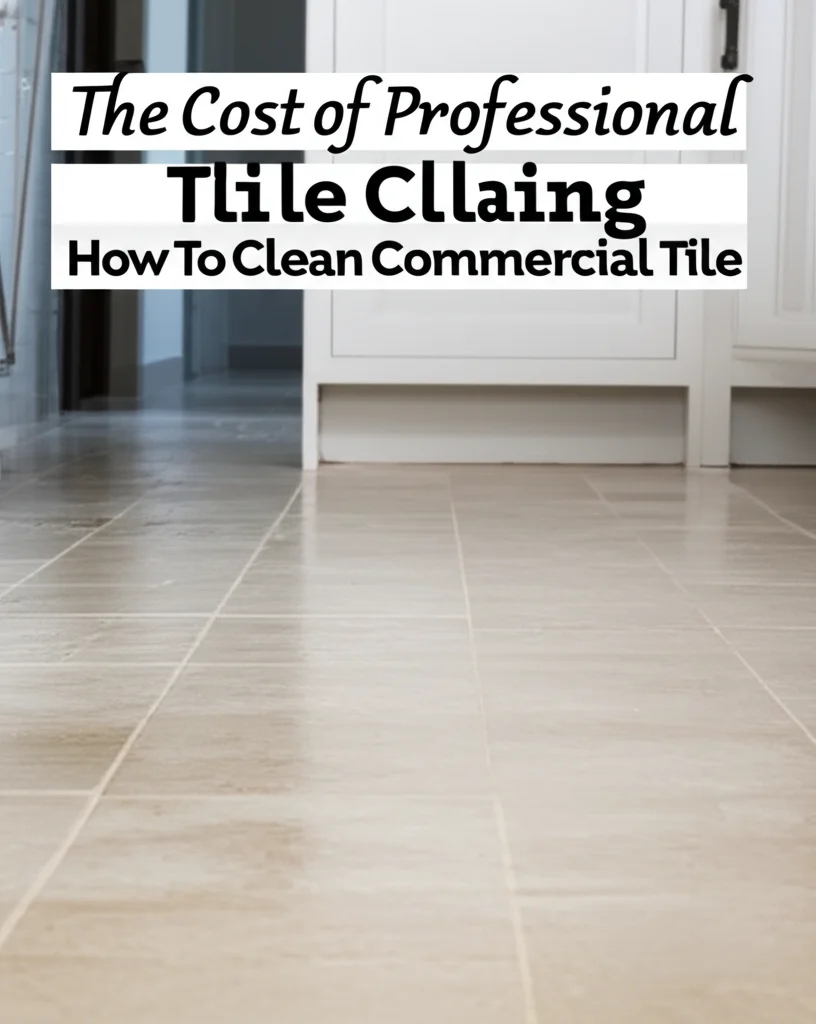 The Cost of Professional
Tlile Cllaing
How To Clean Commercial Tile